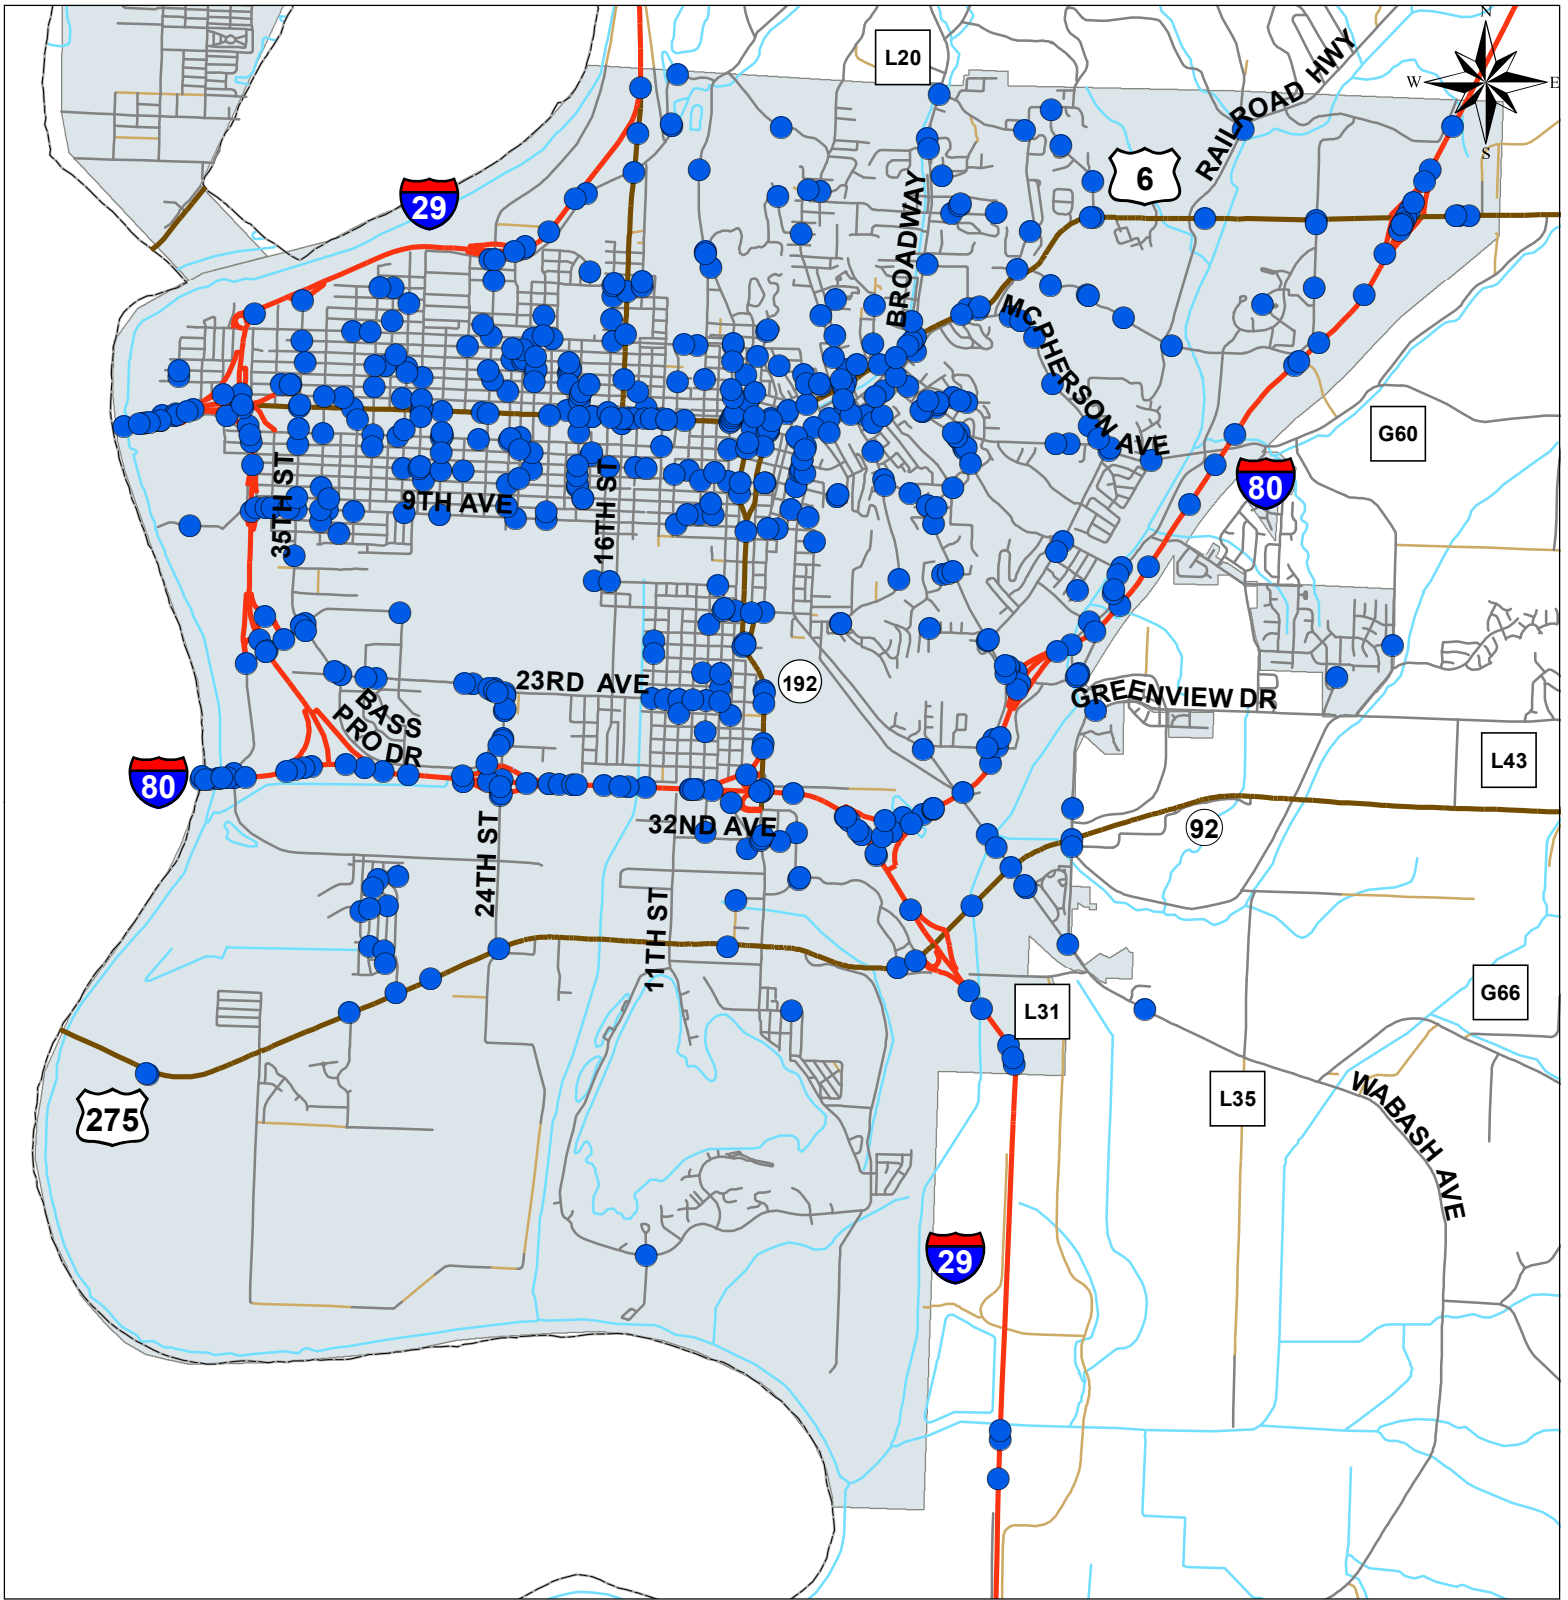 N
W
E
S
L20
RAILROAD HWY
6
29
BROADWAY
MCPHERSON AVE
G60
80
35TH ST
9TH AVE
16TH ST
23RD AVE
192
GREENVIEW DR
BASS
PRO DR
80
L43
32ND AVE
92
24TH ST
11TH ST
G66
L31
275
L35
WABASH AVE
29